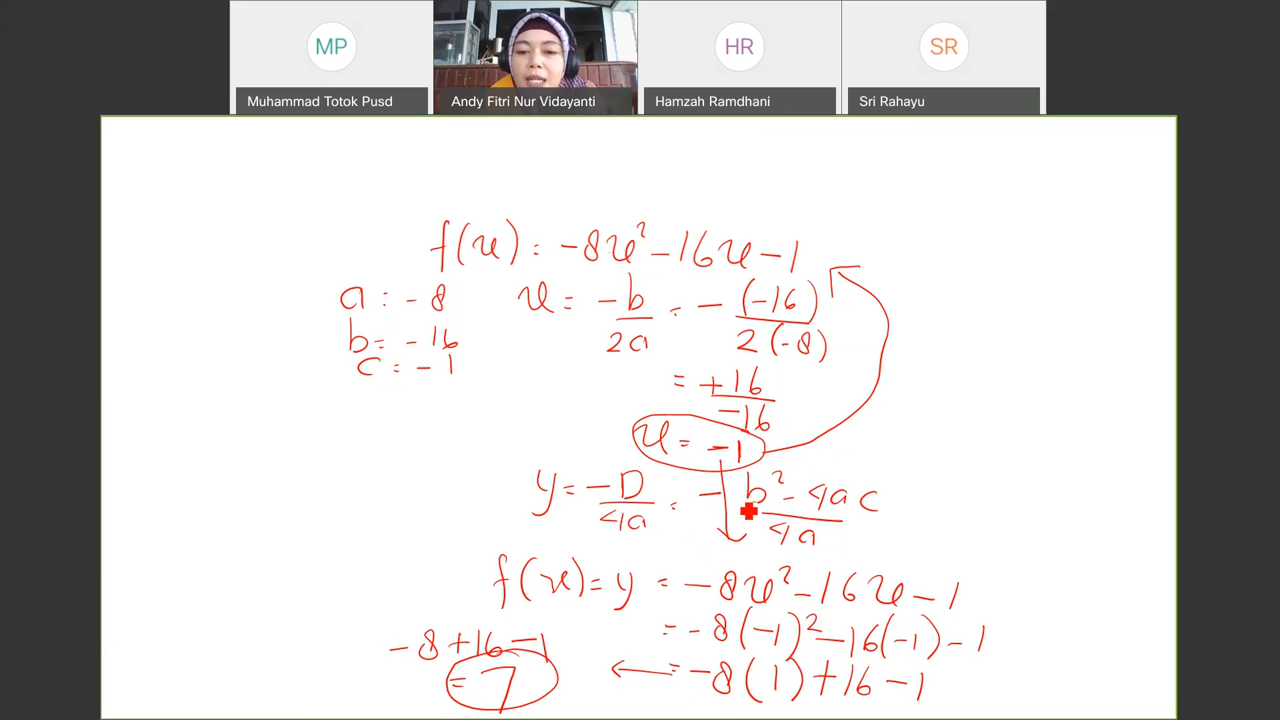 MP
HR
SR
Muhammad Totok Pusd
Andy Fitri Nur Vidayanti
Hamzah Ramdhani
Sri Rahayu
f(x) = -8x² - 16x - 1
a = -8
b = -16
c = -1
x = -b/2a = -(-16)/2(-8)
= +16/-16
x = -1
y = -D/4a = - b² - 4ac/4a
f(x) = y = -8x² - 16x - 1
= -8(-1)² - 16(-1) - 1
= -8(1) + 16 - 1
-8 + 16 - 1
= 7